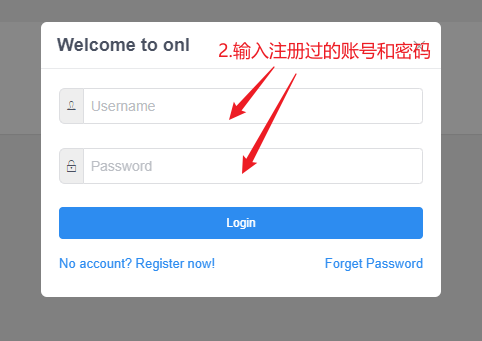 Welcome to onl
2.输入注册过的账号和密码
Username
Password
Login
No account? Register now!
Forget Password